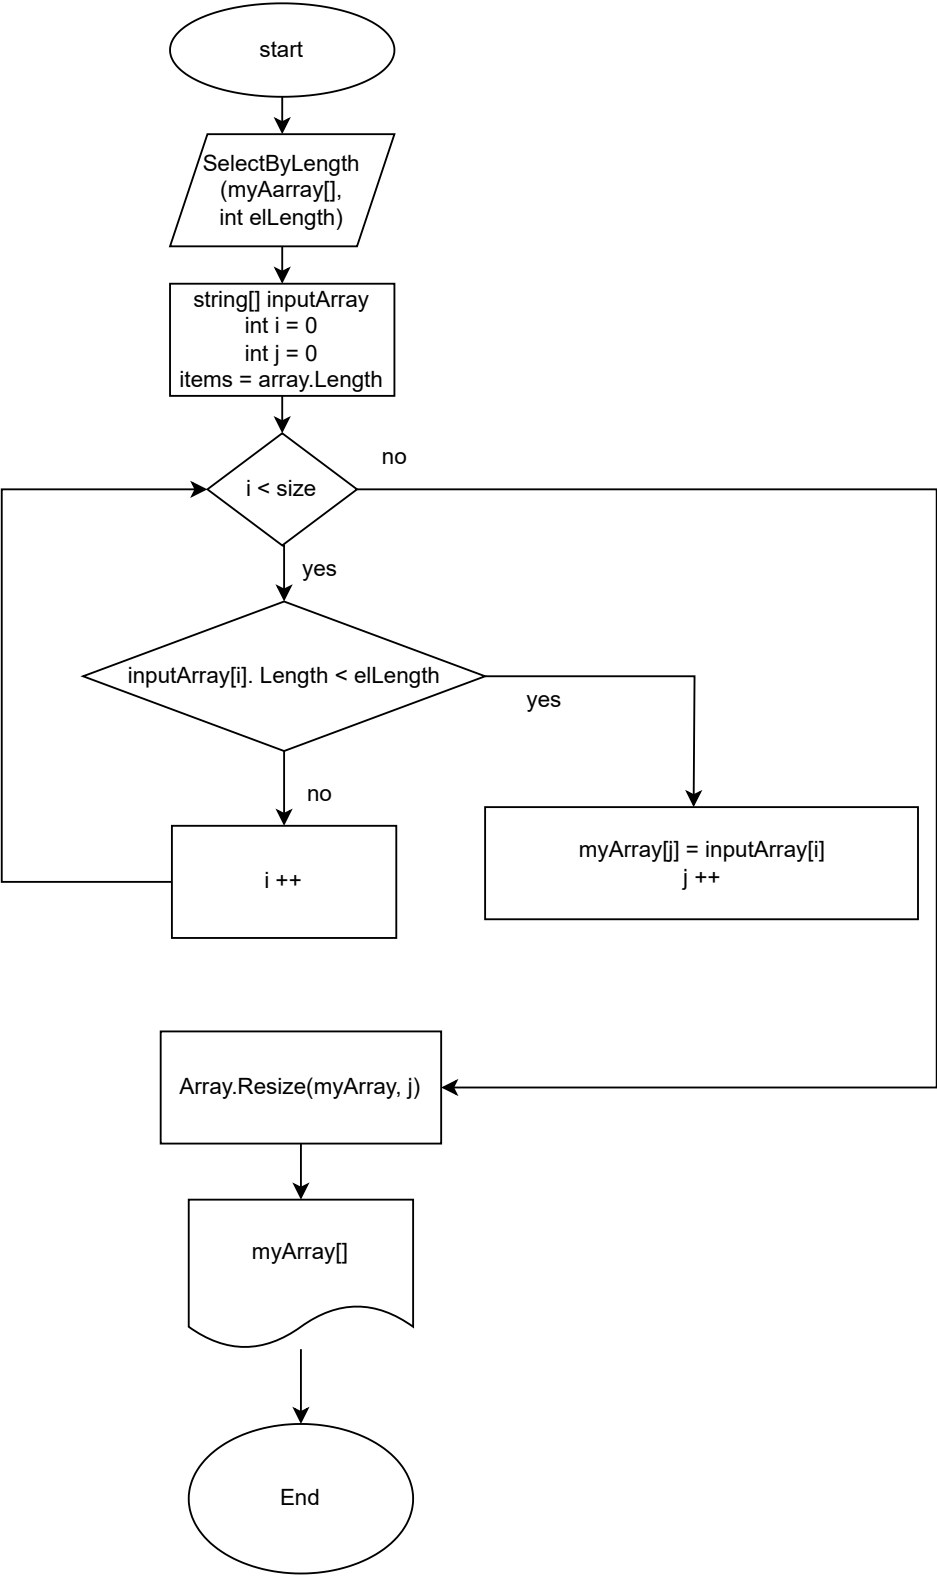 start
SelectByLength
(myAarray[],
int elLength)
string[] inputArray
int i = 0
int j = 0
items = array.Length
no
i < size
yes
inputArray[i]. Length < elLength
yes
no
myArray[j] = inputArray[i]
j ++
i ++
Array.Resize(myArray, j)
myArray[]
End